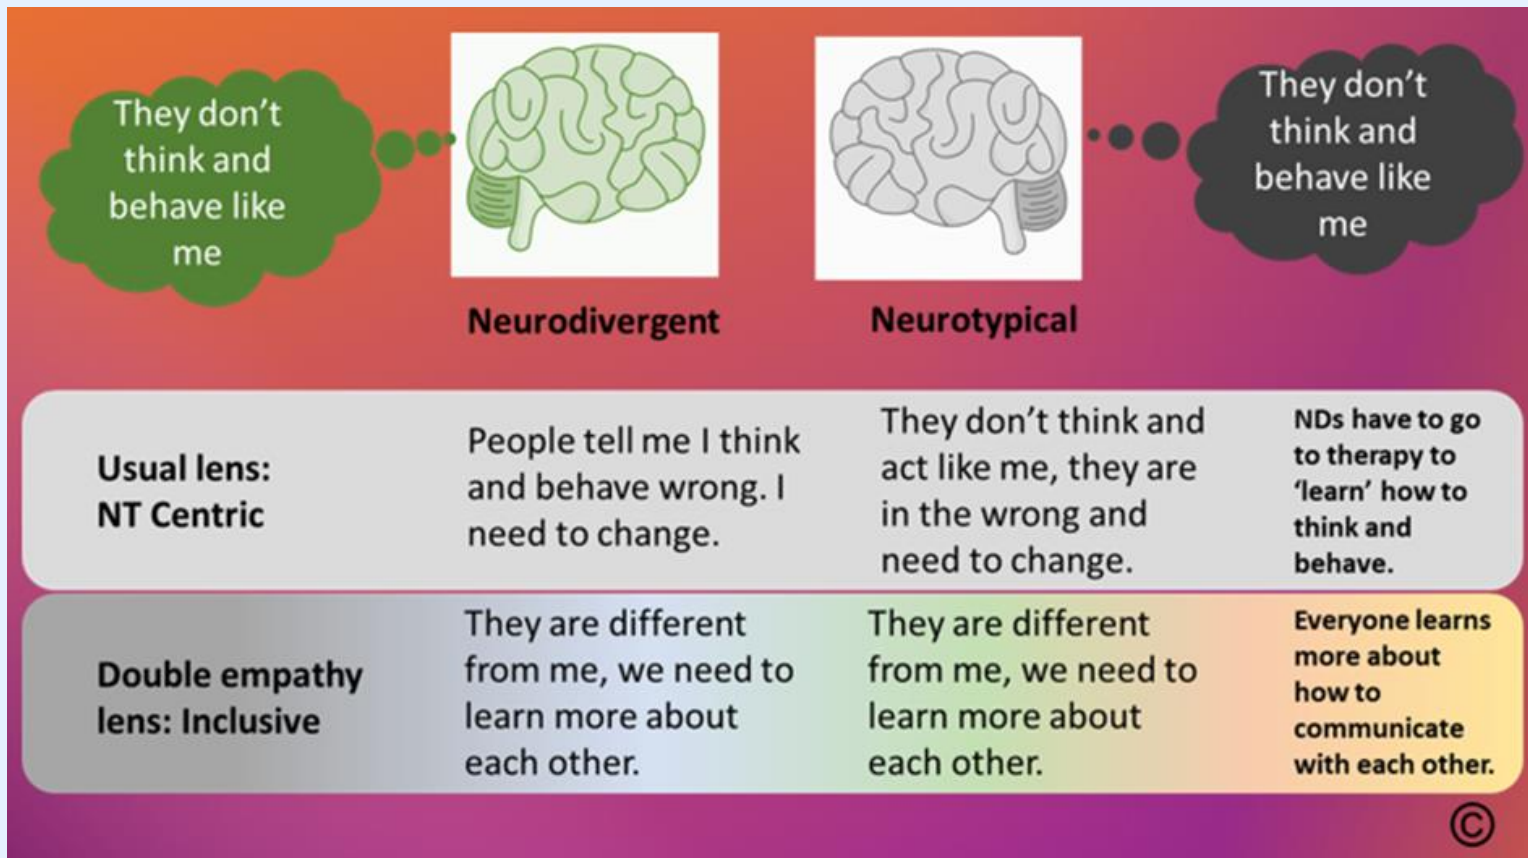 They don’t
think and
behave like
me
They don’t
think and
behave like
me
Neurodivergent
Neurotypical
Usual lens:
NT Centric
People tell me I think
and behave wrong. I
need to change.
They don’t think and
act like me, they are
in the wrong and
need to change.
NDs have to go
to therapy to
‘learn’ how to
think and
behave.
Double empathy
lens: Inclusive
They are different
from me, we need to
learn more about
each other.
They are different
from me, we need to
learn more about
each other.
Everyone learns
more about
how to
communicate
with each other.
©